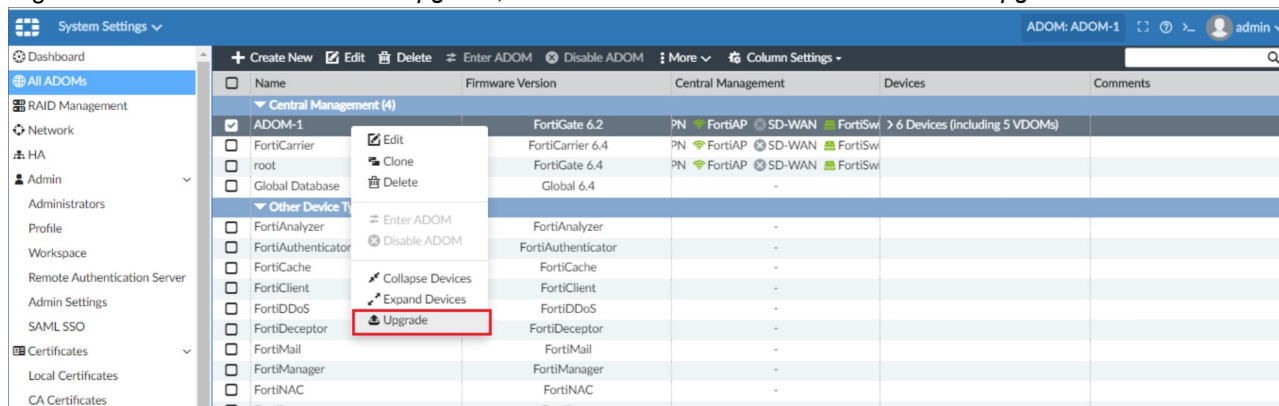 System Settings
ADOM: ADOM-1
admin
Dashboard
All ADOMs
RAID Management
Network
HA
Admin
Administrators
Profile
Workspace
Remote Authentication Server
Admin Settings
SAML SSO
Certificates
Local Certificates
CA Certificates
Create New Edit Delete Enter ADOM Disable ADOM More Column Settings
Name Firmware Version Central Management Devices Comments
Central Management (4)
ADOM-1 FortiGate 6.2 PN FortiAP SD-WAN FortiSwi > 6 Devices (including 5 VDOMs)
FortiCarrier FortiCarrier 6.4 PN FortiAP SD-WAN FortiSwi
root FortiGate 6.4 PN FortiAP SD-WAN FortiSwi
Global Database Global 6.4 -
Other Device Ty
FortiAnalyzer FortiAnalyzer -
FortiAuthenticator FortiAuthenticator -
FortiCache FortiCache -
FortiClient FortiClient -
FortiDDoS FortiDDoS -
FortiDeceptor FortiDeceptor -
FortiMail FortiMail -
FortiManager FortiManager -
FortiNAC FortiNAC -
Edit
Clone
Delete
Enter ADOM
Disable ADOM
Collapse Devices
Expand Devices
Upgrade